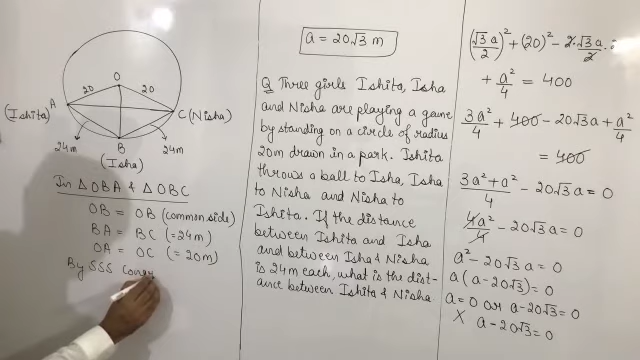 O
20
20
A
(Ishita)
C (Nisha)
B
24m
24m
(Isha)
In △OBA & △OBC
OB = OB (common side)
BA = BC (=24m)
OA = OC (= 20m)
By SSS Cong
a = 20√3 m
Q Three girls Ishita, Isha
and Nisha are playing a game
by standing on a circle of radius
20m drawn in a park. Ishita
throws a ball to Isha, Isha
to Nisha and Nisha to
Ishita. If the distance
between Ishita and Isha
and between Isha & Nisha
is 24m each, what is the dist-
ance between Ishita & Nisha
(√3 a/2)² + (20)² - 2·√3a/2
+ a²/4 = 400
3a²/4 + 400 - 20√3a + a²/4
= 400
3a²+a²/4 - 20√3a = 0
4a²/4 - 20√3a = 0
a² - 20√3a = 0
a(a-20√3) = 0
a=0 or a-20√3=0
× a-20√3=0